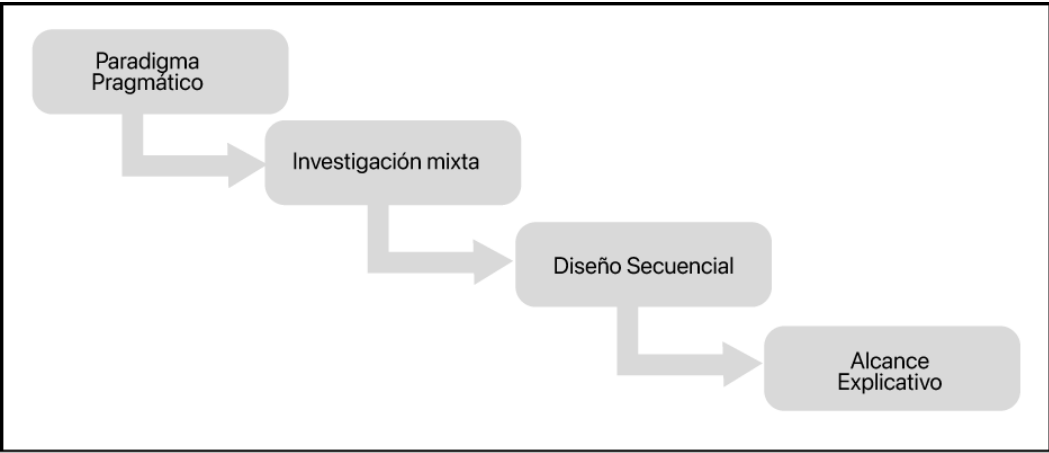 Paradigma
Pragmático
Investigación mixta
Diseño Secuencial
Alcance
Explicativo